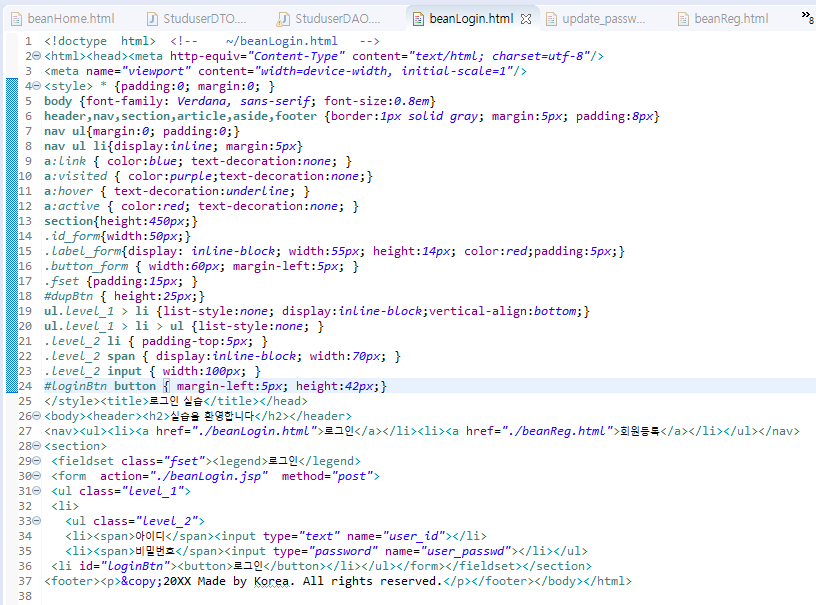 beanHome.html StuduserDTO.... StuduserDAO.... beanLogin.html update_passw... beanReg.html »8
1 <!doctype html> <!-- ~/beanLogin.html -->
2 <html><head><meta http-equiv="Content-Type" content="text/html; charset=utf-8"/>
3 <meta name="viewport" content="width=device-width, initial-scale=1"/>
4 <style> * {padding:0; margin:0; }
5 body {font-family: Verdana, sans-serif; font-size:0.8em}
6 header,nav,section,article,aside,footer {border:1px solid gray; margin:5px; padding:8px}
7 nav ul{margin:0; padding:0;}
8 nav ul li{display:inline; margin:5px}
9 a:link { color:blue; text-decoration:none; }
10 a:visited { color:purple;text-decoration:none;}
11 a:hover { text-decoration:underline; }
12 a:active { color:red; text-decoration:none; }
13 section{height:450px;}
14 .id_form{width:50px;}
15 .label_form{display: inline-block; width:55px; height:14px; color:red;padding:5px;}
16 .button_form { width:60px; margin-left:5px; }
17 .fset {padding:15px; }
18 #dupBtn { height:25px;}
19 ul.level_1 > li {list-style:none; display:inline-block;vertical-align:bottom;}
20 ul.level_1 > li > ul {list-style:none; }
21 .level_2 li { padding-top:5px; }
22 .level_2 span { display:inline-block; width:70px; }
23 .level_2 input { width:100px; }
24 #loginBtn button { margin-left:5px; height:42px;}
25 </style><title>로그인 실습</title></head>
26 <body><header><h2>실습을 환영합니다</h2></header>
27 <nav><ul><li><a href="./beanLogin.html">로그인</a></li><li><a href="./beanReg.html">회원등록</a></li></ul></nav>
28 <section>
29 <fieldset class="fset"><legend>로그인</legend>
30 <form action="./beanLogin.jsp" method="post">
31 <ul class="level_1">
32 <li>
33 <ul class="level_2">
34 <li><span>아이디</span><input type="text" name="user_id"></li>
35 <li><span>비밀번호</span><input type="password" name="user_passwd"></li></ul>
36 <li id="loginBtn"><button>로그인</button></li></ul></form></fieldset></section>
37 <footer><p>&copy;20XX Made by Korea. All rights reserved.</p></footer></body></html>
38